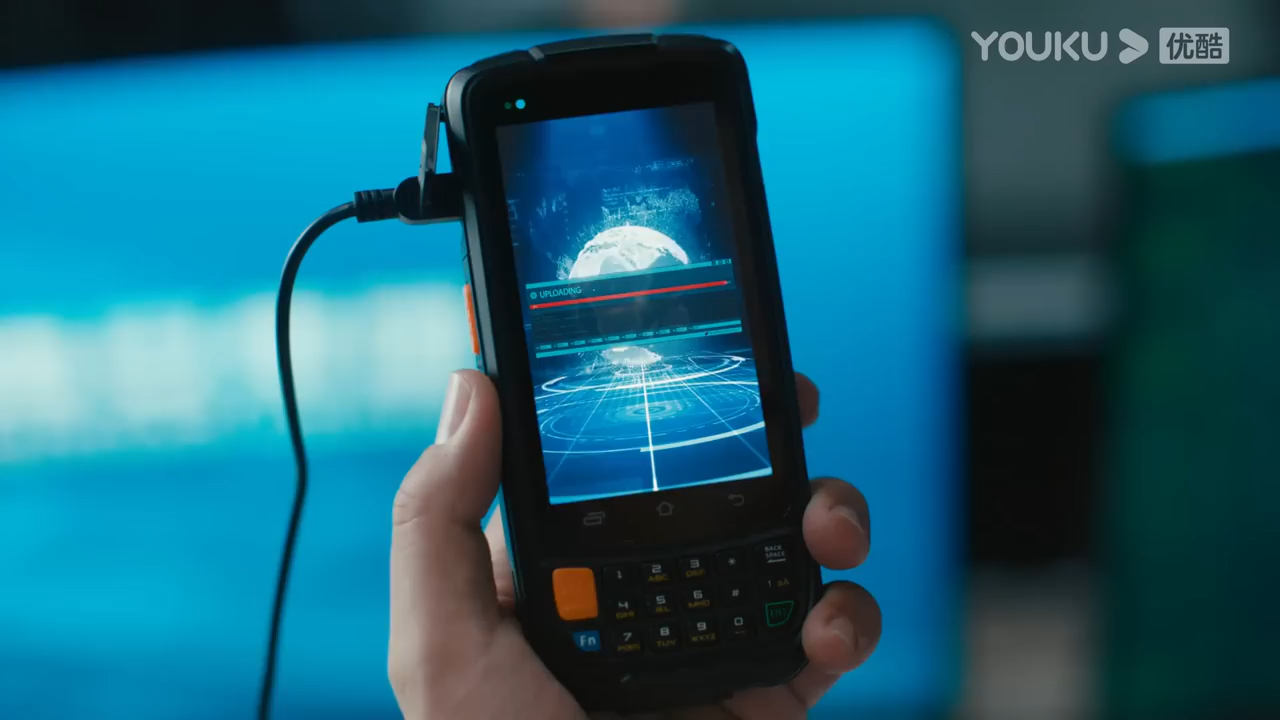 YOUKU 优酷
UPLOADING
1 2 3 * BACK SPACE
ABC DEF
4 5 6 #
GHI JKL MNO
ENT
7 8 9 0
Fn
TUV WXYZ